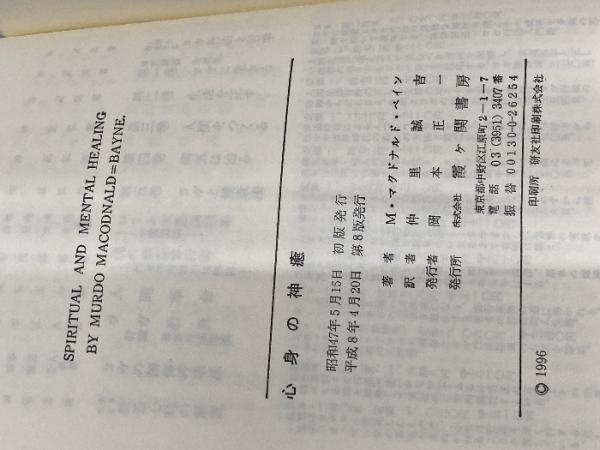 SPIRITUAL AND MENTAL HEALING
BY MURDO MACODNALD=BAYNE.
心身の神癒
昭和47年5月15日 初版発行
平成8年4月20日 第8版発行
著者 M・マクドナルド・ベイン
訳者 仲里誠吉
発行者 岡本正一
発行所 株式会社 霞ケ関書房
東京都中野区江原町2-1-7
電話 03(3951)3407番
振替 00130-0-26254
印刷所 研友社印刷株式会社
© 1996